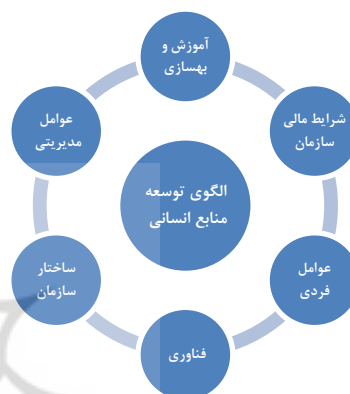 آموزش و
بهسازی
شرایط مالی
سازمان
عوامل
مدیریتی
الگوی توسعه
منابع انسانی
عوامل
فردی
ساختار
سازمان
فناوری